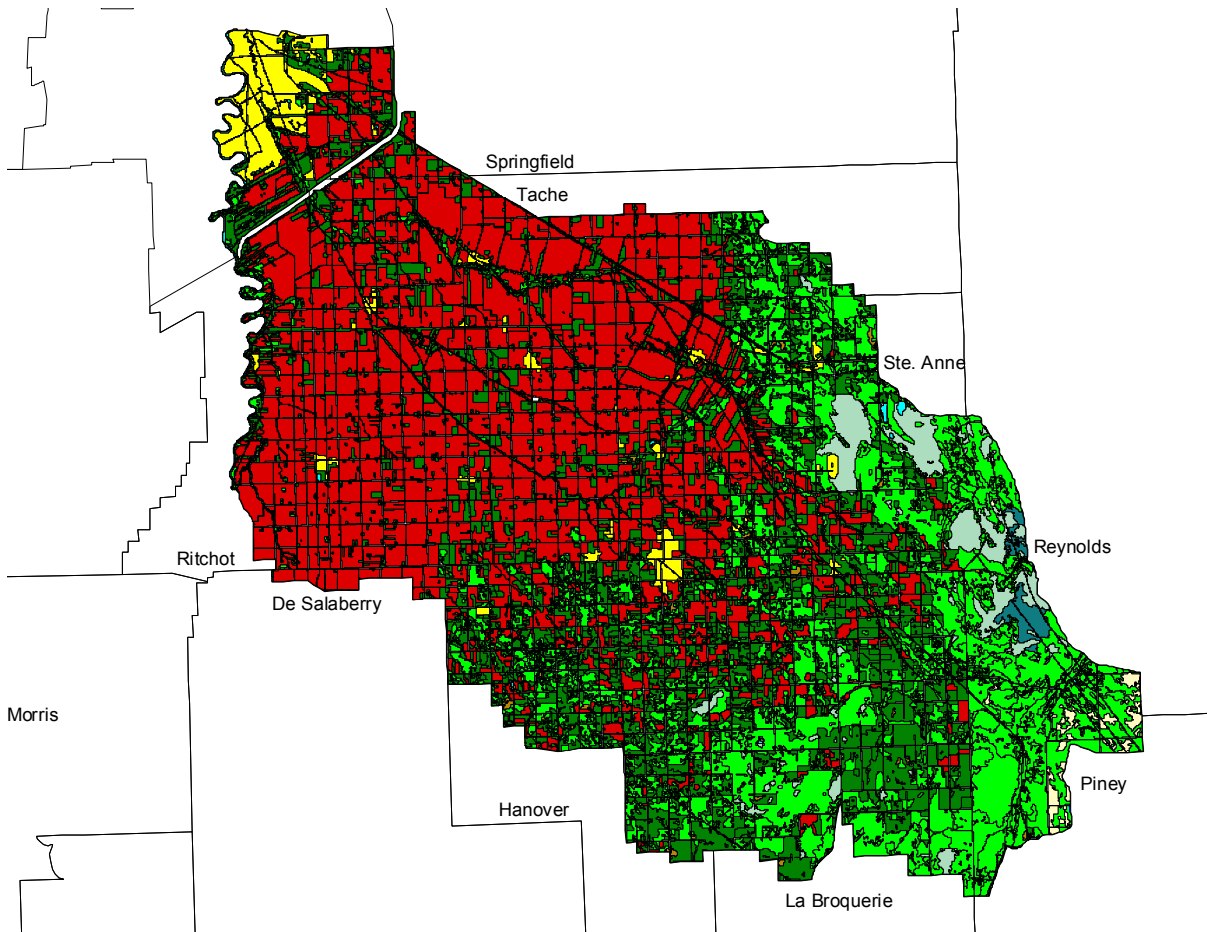 Springfield
Tache
Ste. Anne
Reynolds
Ritchot
De Salaberry
Morris
Piney
Hanover
La Broquerie